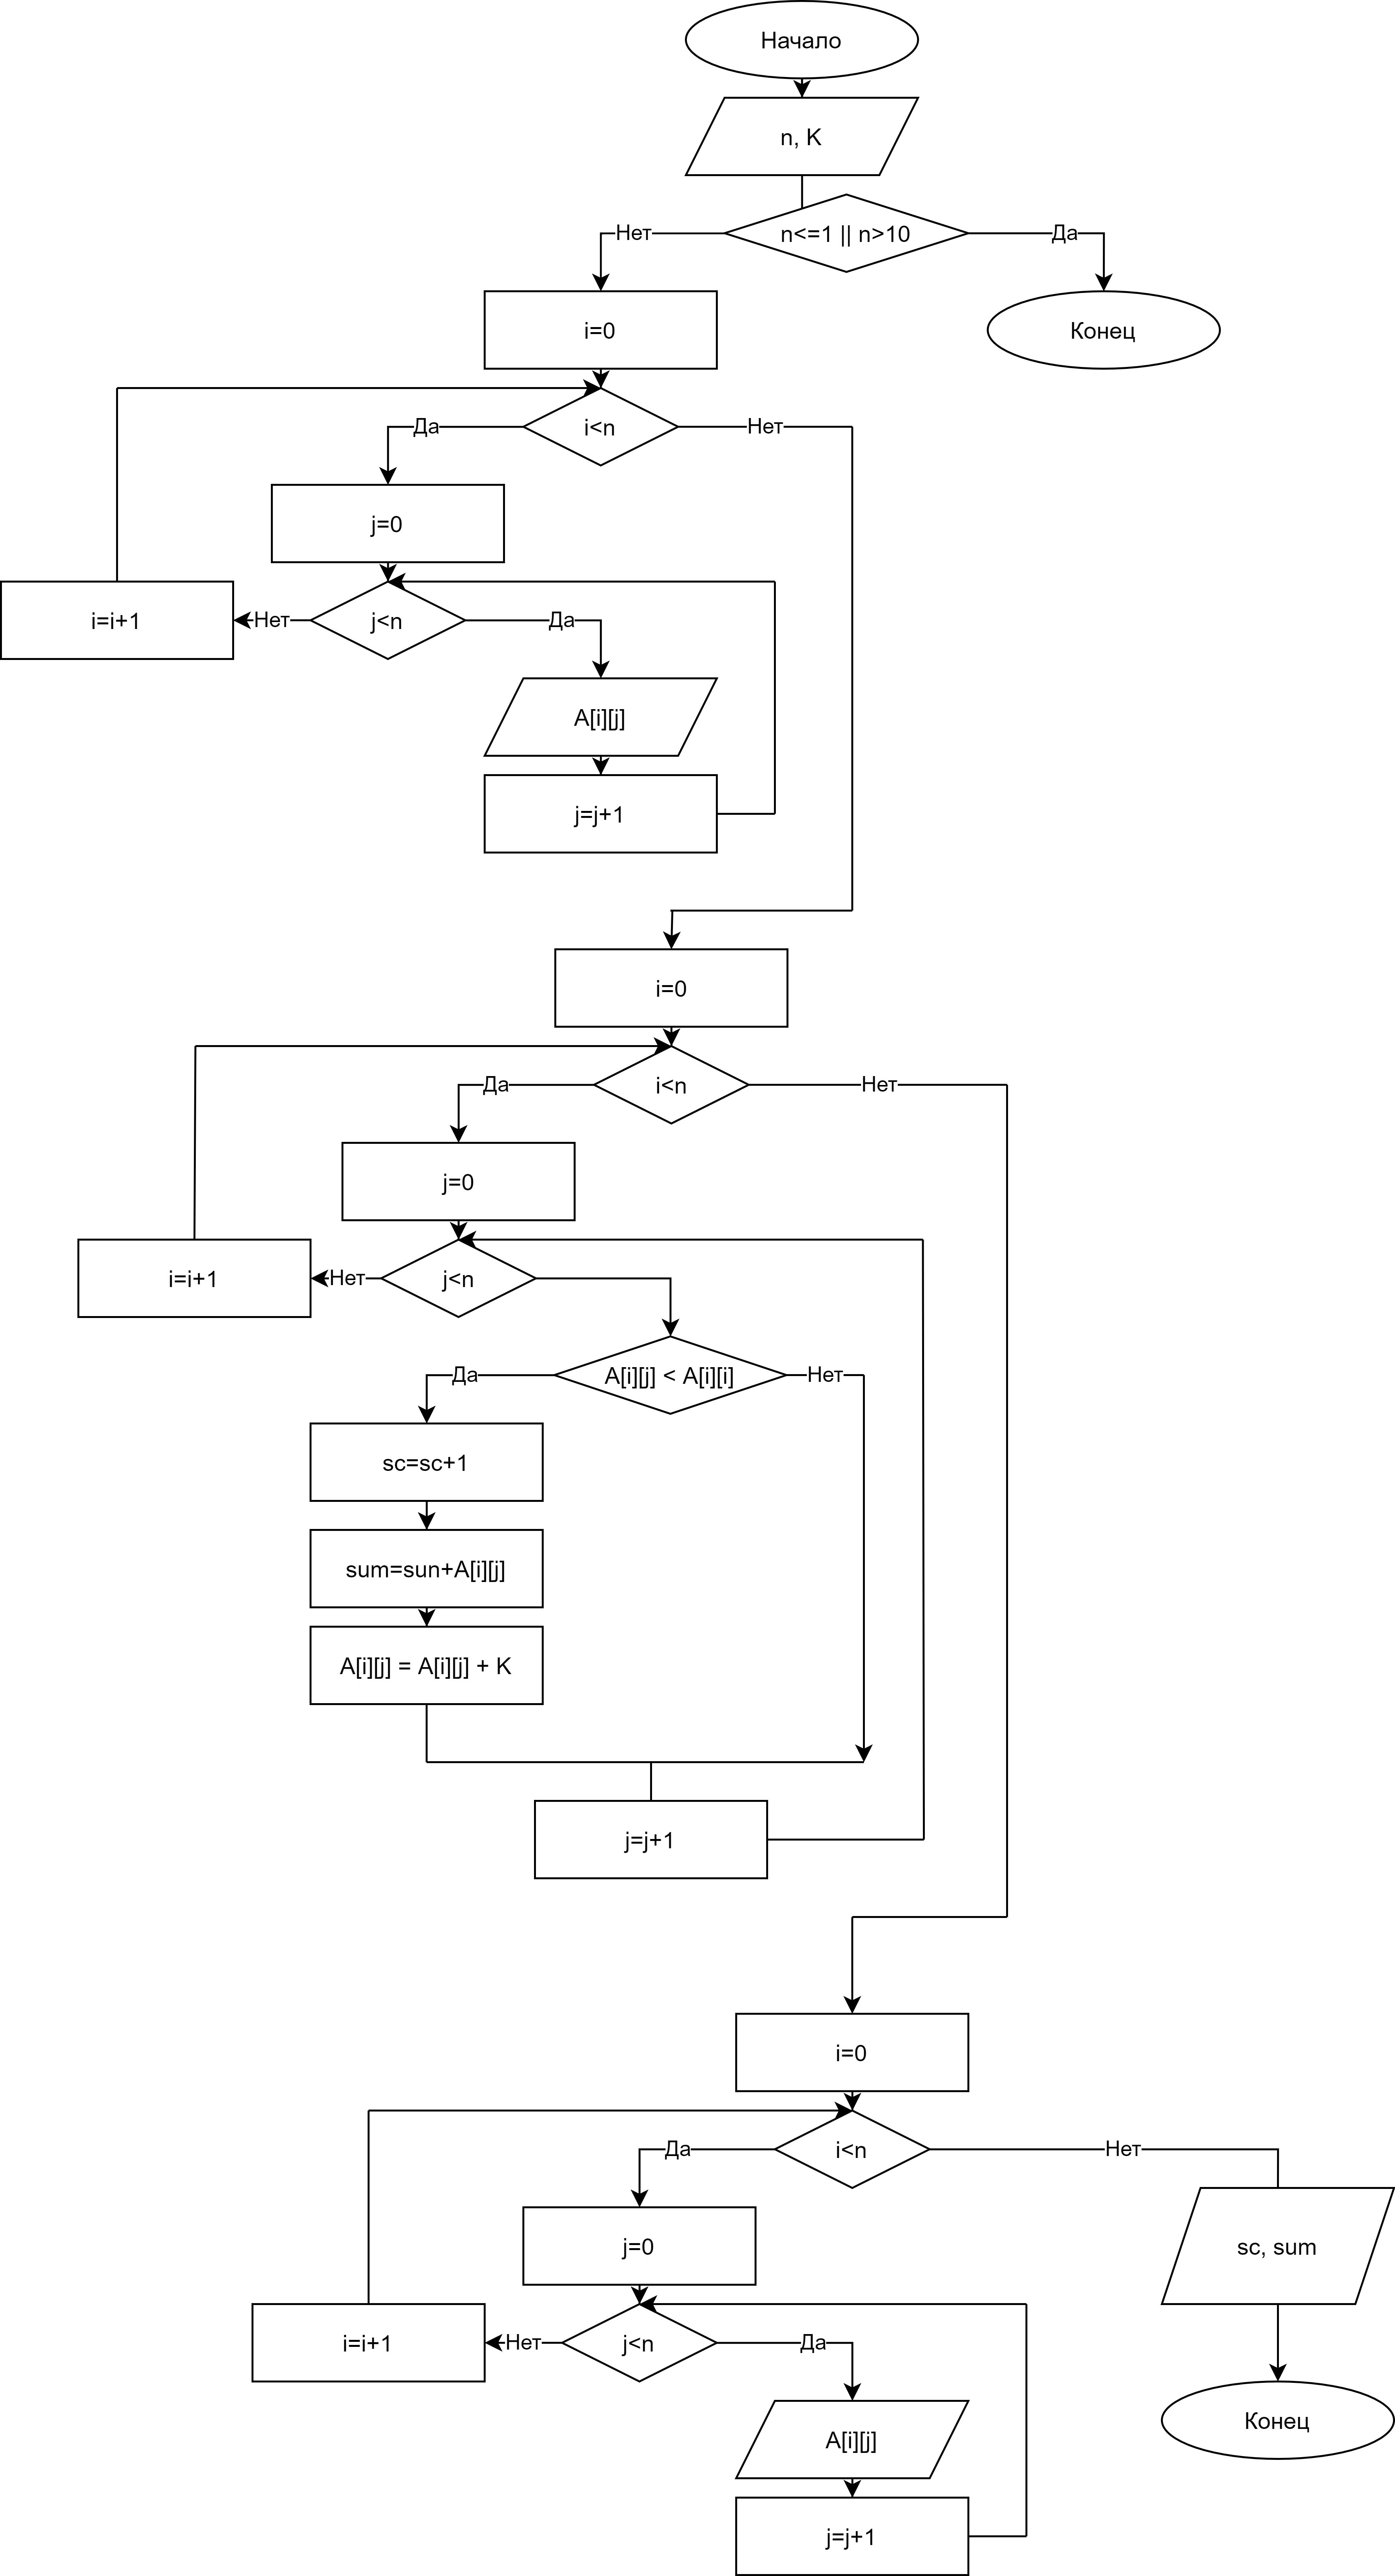 Начало
n, K
n<=1 || n>10
Нет
Да
i=0
Конец
i<n
Да
Нет
j=0
j<n
Нет
Да
i=i+1
A[i][j]
j=j+1
i=0
i<n
Да
Нет
j=0
j<n
Нет
i=i+1
A[i][j] < A[i][i]
Да
Нет
sc=sc+1
sum=sun+A[i][j]
A[i][j] = A[i][j] + K
j=j+1
i=0
i<n
Да
Нет
j=0
sc, sum
j<n
Нет
Да
i=i+1
Конец
A[i][j]
j=j+1